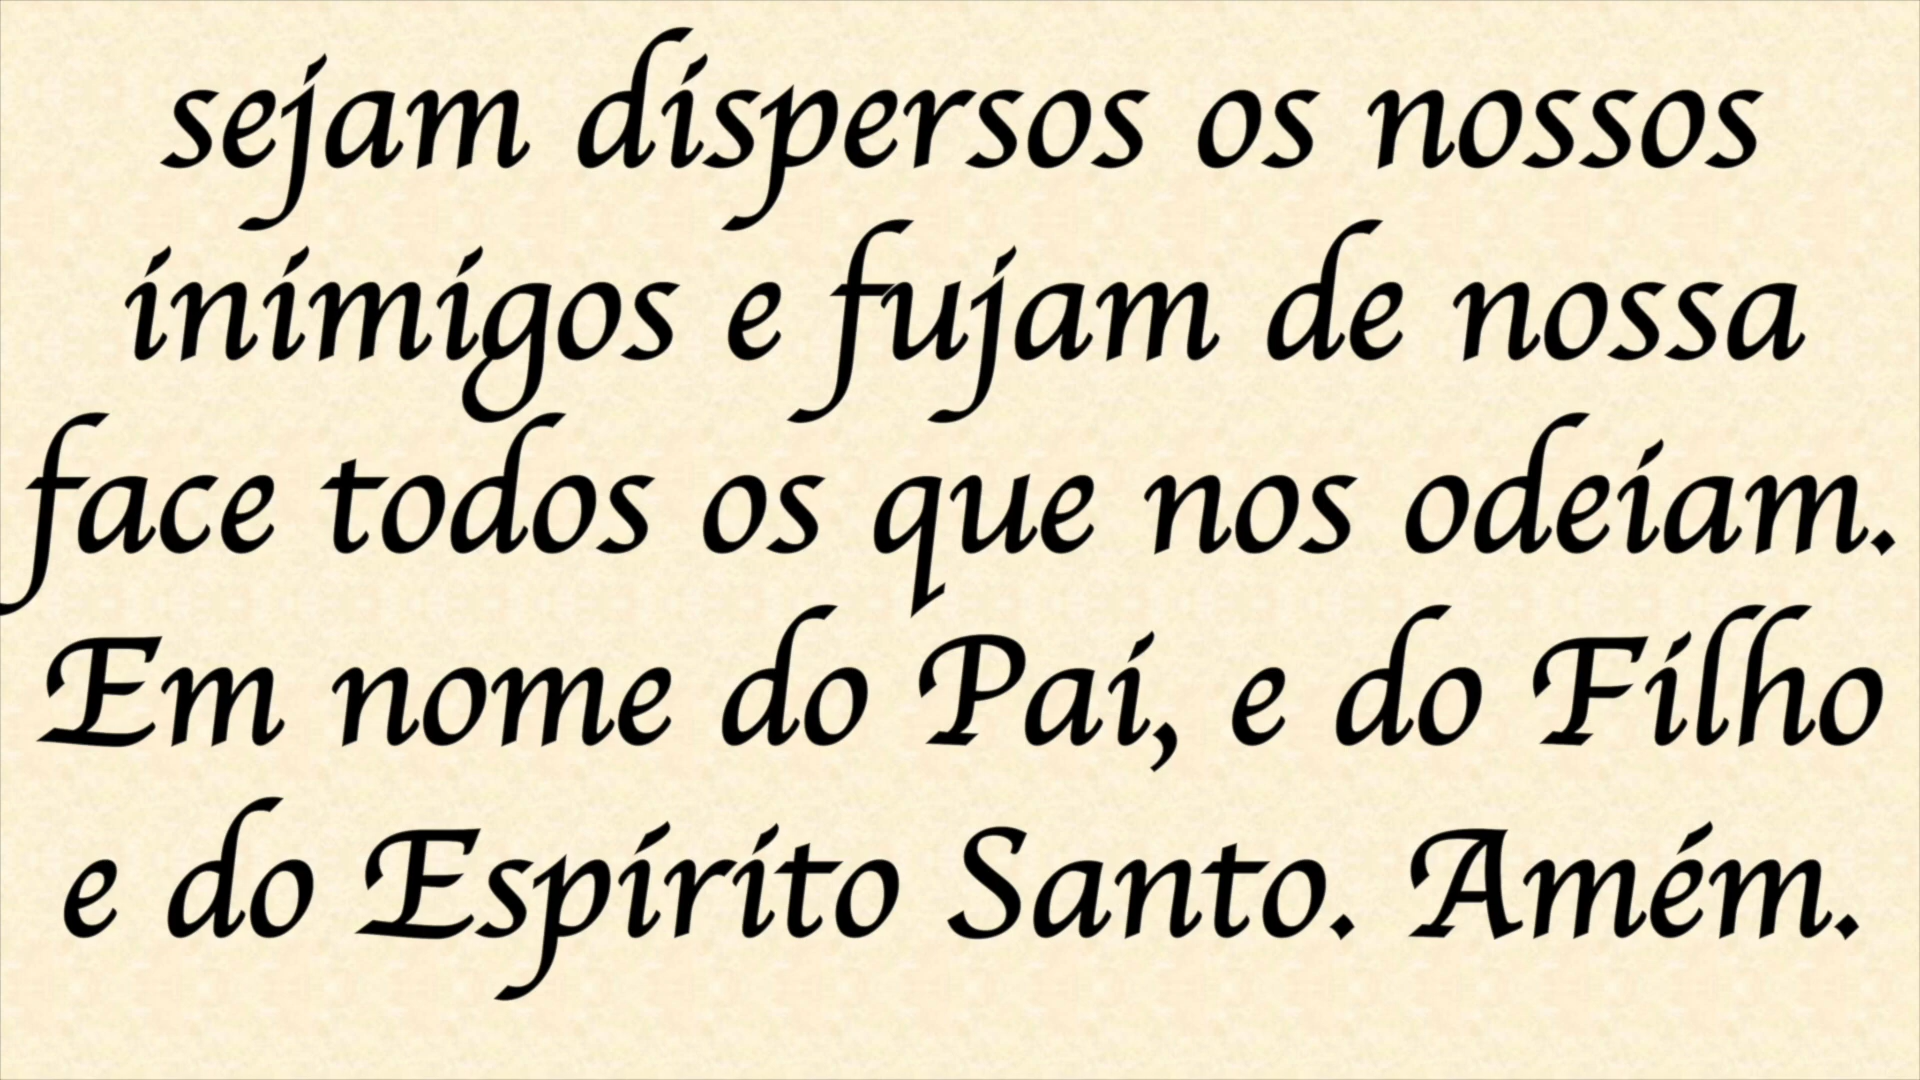 sejam dispersos os nossos
inimigos e fujam de nossa
face todos os que nos odeiam.
Em nome do Pai, e do Filho
e do Espírito Santo. Amém.